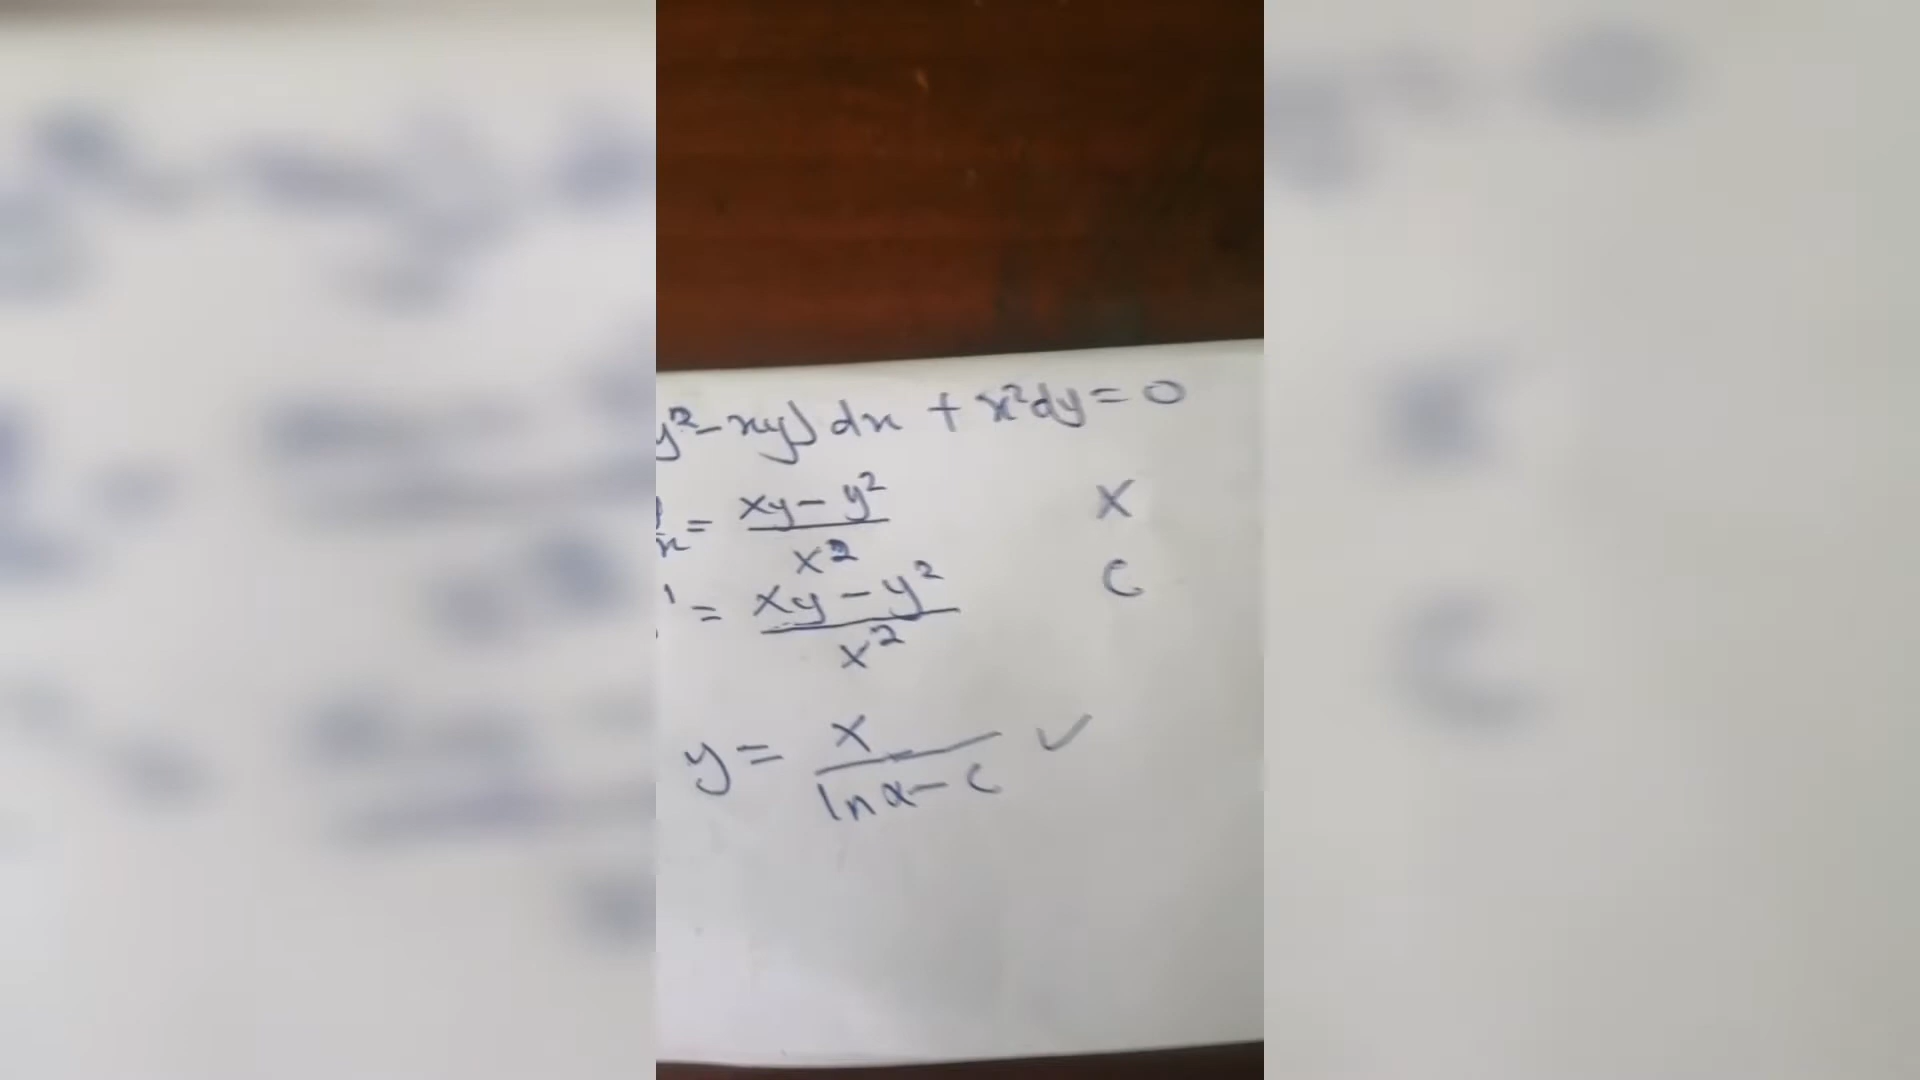 y²-xy) dx + x²dy = 0
= xy - y² / x² X
' = xy - y² / x² C
y = x / ln x - c ✓